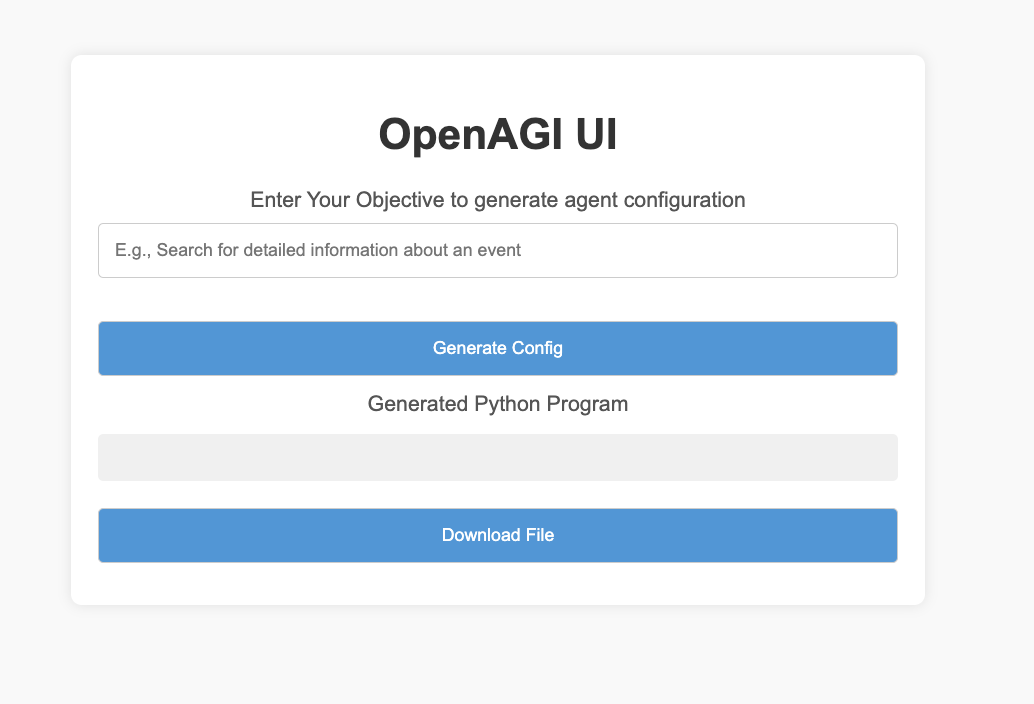 OpenAGI UI
Enter Your Objective to generate agent configuration
E.g., Search for detailed information about an event
Generate Config
Generated Python Program
Download File